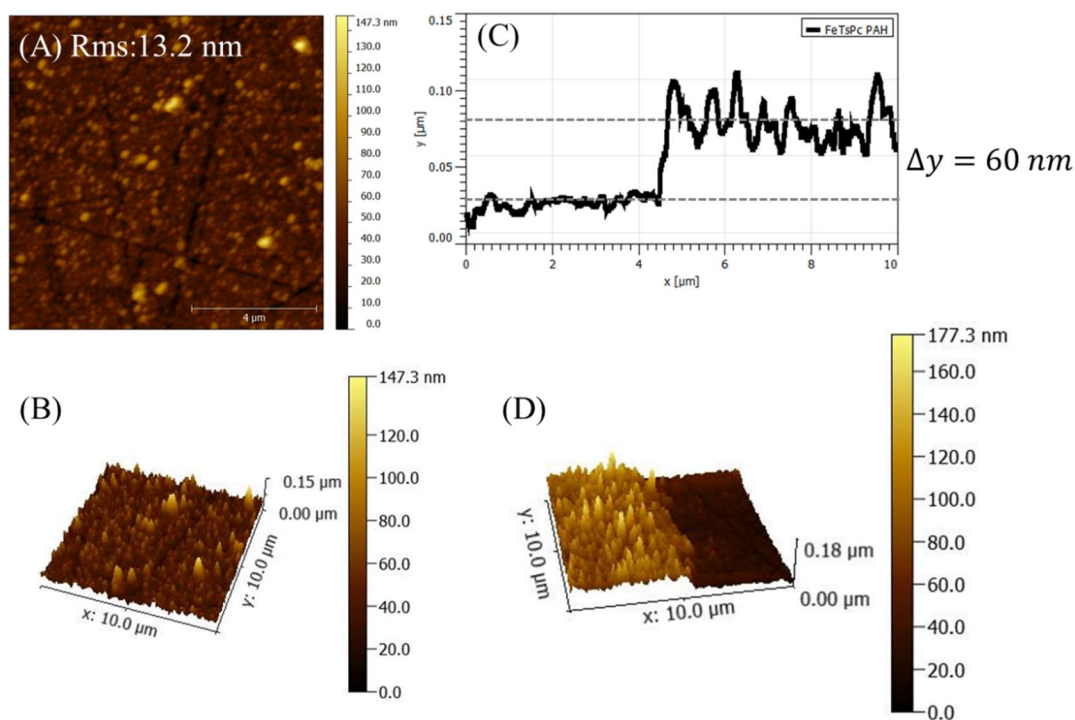 (A) Rms:13.2 nm
4 µm
147.3 nm
130.0
120.0
110.0
100.0
90.0
80.0
70.0
60.0
50.0
40.0
30.0
20.0
10.0
0.0
(C)
FeTsPc PAH
0.15
0.10
0.05
0.00
y [µm]
0 2 4 6 8 10
x [µm]
Δy = 60 nm
(B)
0.15 µm
0.00 µm
y: 10.0 µm
x: 10.0 µm
147.3 nm
120.0
100.0
80.0
60.0
40.0
20.0
0.0
(D)
y: 10.0 µm
x: 10.0 µm
0.18 µm
0.00 µm
177.3 nm
160.0
140.0
120.0
100.0
80.0
60.0
40.0
20.0
0.0